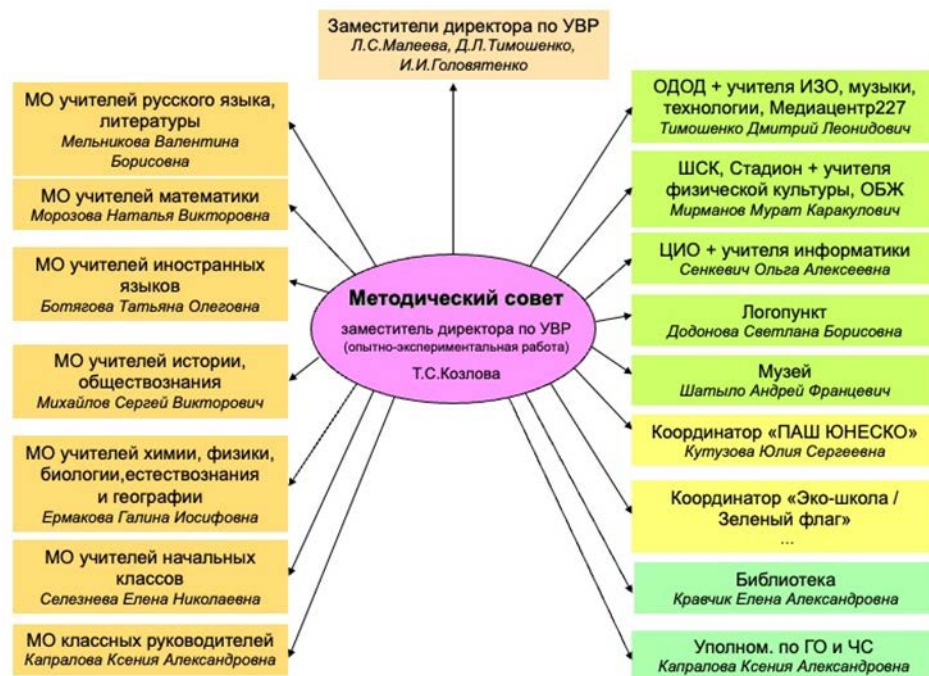 Заместители директора по УВР
Л.С.Малеева, Д.Л.Тимошенко,
И.И.Головятенко
МО учителей русского языка,
литературы
Мельникова Валентина
Борисовна
МО учителей математики
Морозова Наталья Викторовна
МО учителей иностранных
языков
Ботягова Татьяна Олеговна
МО учителей истории,
обществознания
Михайлов Сергей Викторович
МО учителей химии, физики,
биологии,естествознания
и географии
Ермакова Галина Иосифовна
МО учителей начальных
классов
Селезнева Елена Николаевна
МО классных руководителей
Капралова Ксения Александровна
Методический совет
заместитель директора по УВР
(опытно-экспериментальная работа)
Т.С.Козлова
ОДОД + учителя ИЗО, музыки,
технологии, Медиацентр227
Тимошенко Дмитрий Леонидович
ШСК, Стадион + учителя
физической культуры, ОБЖ
Мирманов Мурат Каракулович
ЦИО + учителя информатики
Сенкевич Ольга Алексеевна
Логопункт
Додонова Светлана Борисовна
Музей
Шатыло Андрей Францевич
Координатор «ПАШ ЮНЕСКО»
Кутузова Юлия Сергеевна
Координатор «Эко-школа /
Зеленый флаг»
...
Библиотека
Кравчик Елена Александровна
Уполном. по ГО и ЧС
Капралова Ксения Александровна